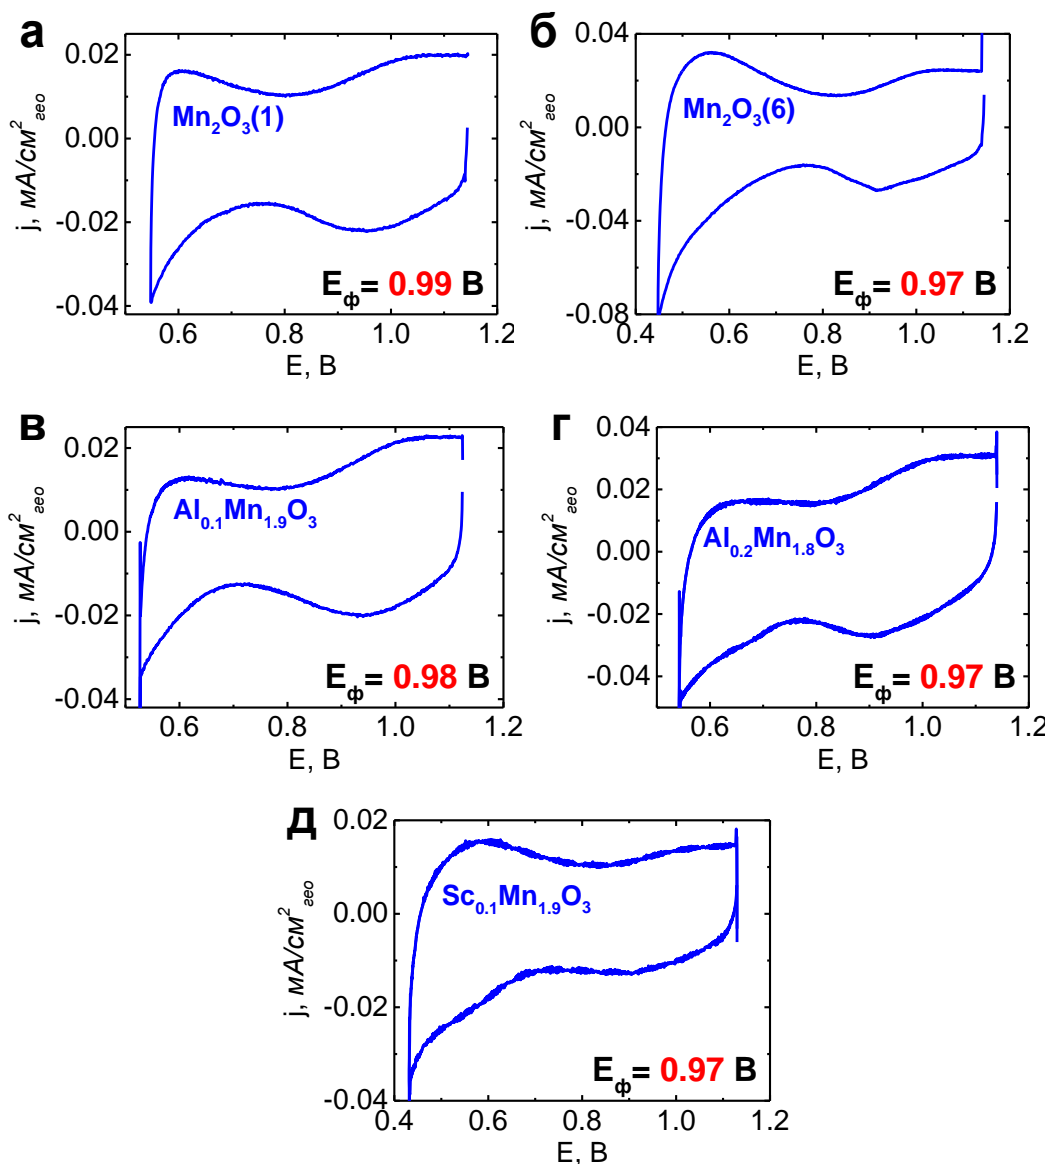 а
0.02
0.00
-0.02
-0.04
0.6 0.8 1.0 1.2
j, мА/см²гео
E, В
Mn₂O₃(1)
Eф= 0.99 В
б
0.04
0.00
-0.04
-0.08
0.4 0.6 0.8 1.0 1.2
j, мА/см²гео
E, В
Mn₂O₃(6)
Eф= 0.97 В
в
0.02
0.00
-0.02
-0.04
0.6 0.8 1.0 1.2
j, мА/см²гео
E, В
Al₀.₁Mn₁.₉O₃
Eф= 0.98 В
г
0.04
0.02
0.00
-0.02
-0.04
0.6 0.8 1.0 1.2
j, мА/см²гео
E, В
Al₀.₂Mn₁.₈O₃
Eф= 0.97 В
д
0.02
0.00
-0.02
-0.04
0.4 0.6 0.8 1.0 1.2
j, мА/см²гео
E, В
Sc₀.₁Mn₁.₉O₃
Eф= 0.97 В